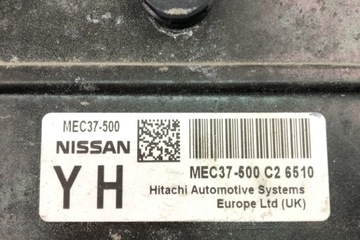 MEC37-500
NISSAN
YH
MEC37-500 C2 6510
Hitachi Automotive Systems
Europe Ltd (UK)